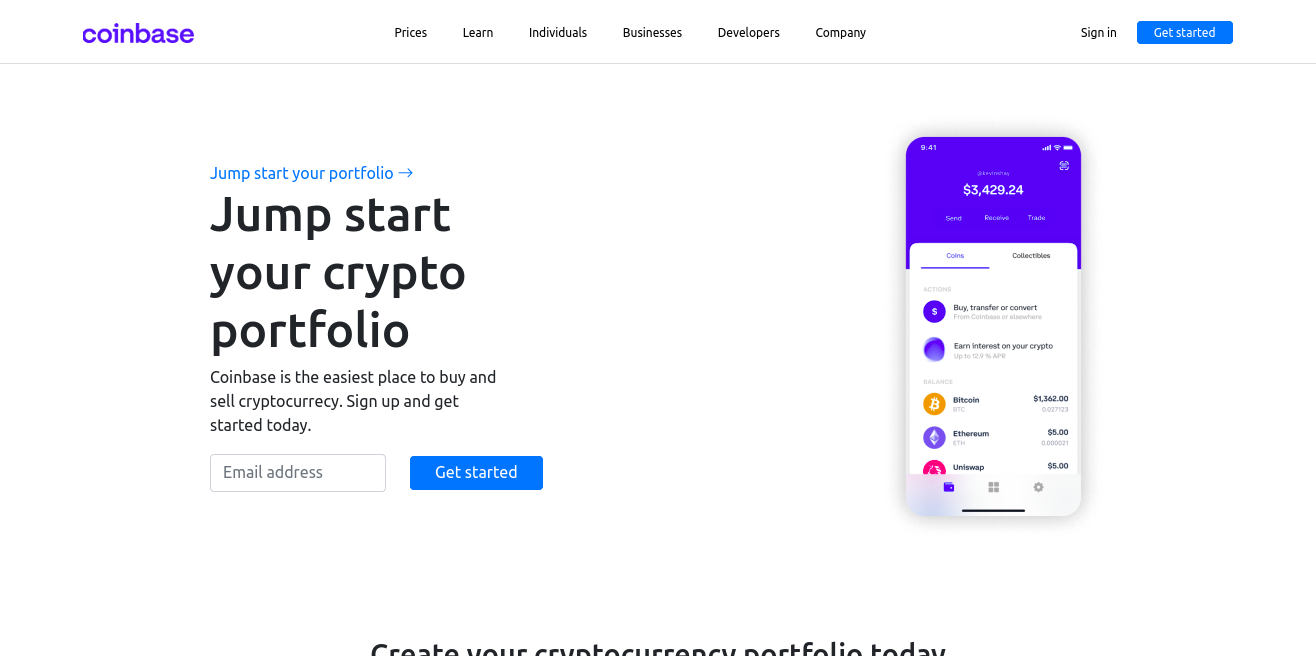 coinbase
Prices Learn Individuals Businesses Developers Company
Sign in Get started
Jump start your portfolio →
Jump start
your crypto
portfolio
Coinbase is the easiest place to buy and
sell cryptocurrecy. Sign up and get
started today.
Email address Get started
9:41
@kevinshay
$3,429.24
Send Receive Trade
Coins Collectibles
ACTIONS
$
Buy, transfer or convert
From Coinbase or elsewhere
Earn interest on your crypto
Up to 12.9 % APR
BALANCE
Bitcoin $1,362.00
BTC 0.027123
Ethereum $5.00
ETH 0.000021
Uniswap $5.00
Create your cryptocurrency portfolio today